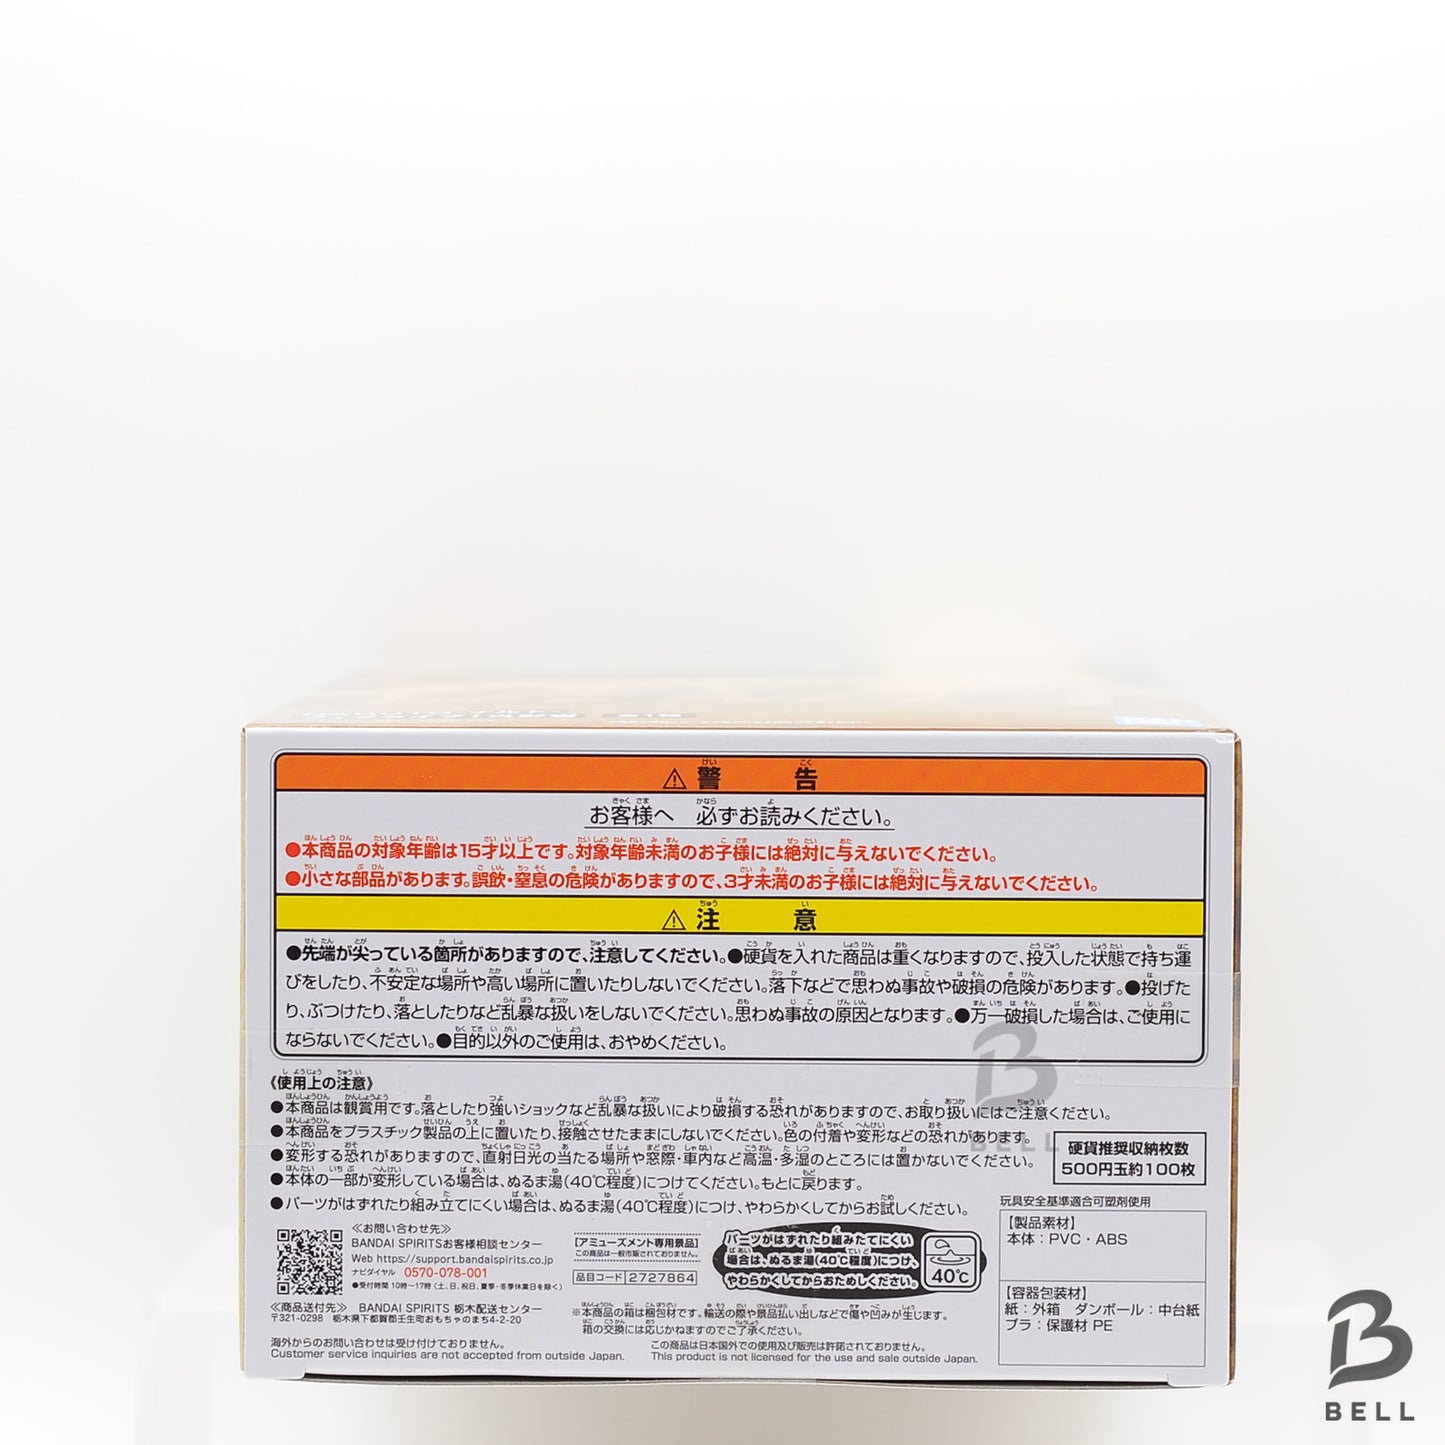 ⚠警告
お客様へ 必ずお読みください。
●本商品の対象年齢は15才以上です。対象年齢未満のお子様には絶対に与えないでください。
●小さな部品があります。誤飲・窒息の危険がありますので、3才未満のお子様には絶対に与えないでください。
⚠注意
●先端が尖っている箇所がありますので、注意してください。●硬貨を入れた商品は重くなりますので、投入した状態で持ち運
びをしたり、不安定な場所や高い場所に置いたりしないでください。落下などで思わぬ事故や破損の危険があります。●投げた
り、ぶつけたり、落としたりなど乱暴な扱いをしないでください。思わぬ事故の原因となります。●万一破損した場合は、ご使用に
ならないでください。●目的以外のご使用は、おやめください。
《使用上の注意》
●本商品は観賞用です。落としたり強いショックなど乱暴な扱いにより破損する恐れがありますので、お取り扱いにはご注意ください。
●本商品をプラスチック製品の上に置いたり、接触させたままにしないでください。色の付着や変形などの恐れがあります。
●変形する恐れがありますので、直射日光の当たる場所や窓際・車内など高温・多湿のところには置かないでください。
●本体の一部が変形している場合は、ぬるま湯(40℃程度)につけてください。もとに戻ります。
●パーツがはずれたり組み立てにくい場合は、ぬるま湯(40℃程度)につけ、やわらかくしてからお試しください。
硬貨推奨収納枚数
500円玉約100枚
玩具安全基準適合可塑剤使用
【製品素材】
本体：PVC・ABS
【容器包装材】
紙：外箱 ダンボール：中台紙
プラ：保護材 PE
≪お問い合わせ先≫
BANDAI SPIRITSお客様相談センター
Web https://support.bandaispirits.co.jp
ナビダイヤル 0570-078-001
●受付時間 10時〜17時(土、日、祝日、夏季・冬季休業日を除く)
【アミューズメント専用景品】
この商品は一般市販されておりません。
品目コード 2727864
パーツがはずれたり組みたてにくい
場合は、ぬるま湯(40℃程度)につけ、
やわらかくしてからおためしください。
40℃
≪商品送付先≫ BANDAI SPIRITS 栃木配送センター
〒321-0298 栃木県下都賀郡壬生町おもちゃのまち4-2-20
※本商品の箱は梱包材です。輸送の際や景品払い出しなどで傷や凹みが生じます。
箱の交換には応じかねますのでご了承ください。
海外からのお問い合わせは受け付けておりません。
Customer service inquiries are not accepted from outside Japan.
この商品は日本国外での使用及び販売は許諾されておりません。
This product is not licensed for the use and sale outside Japan.
BELL
BELL